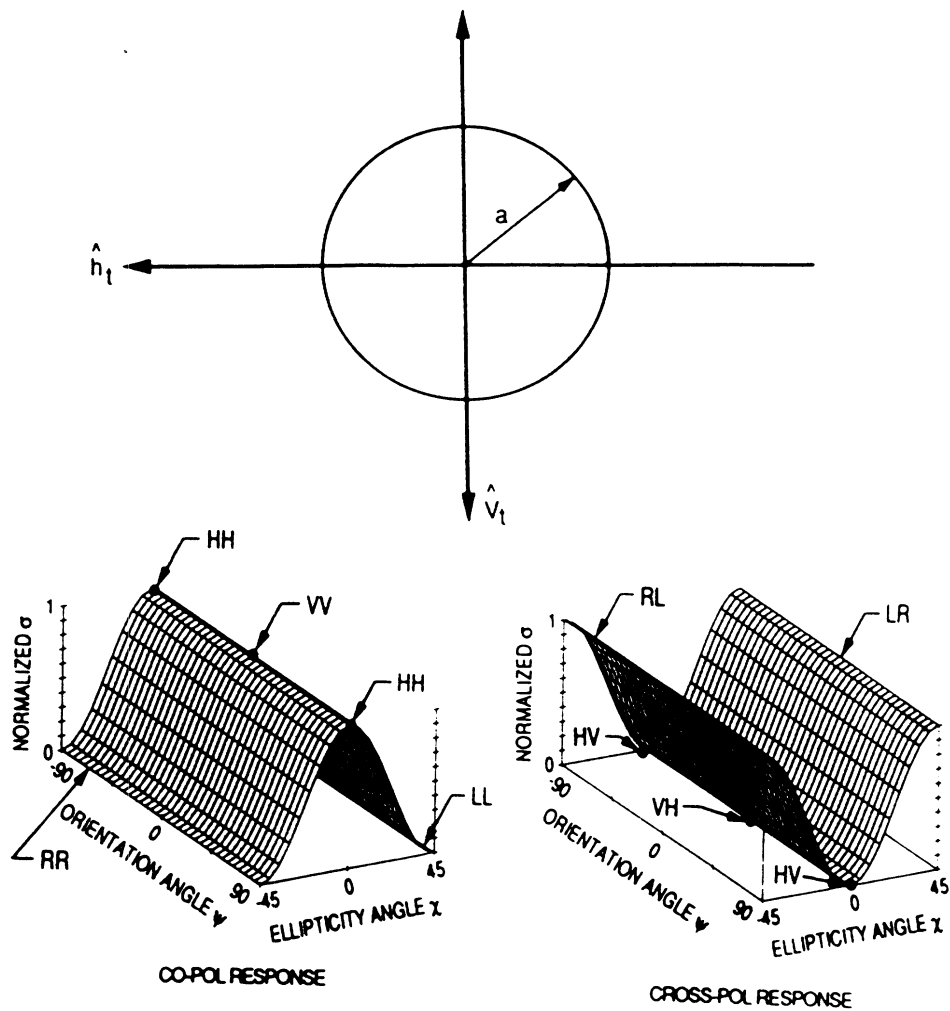 a
ĥt
v̂t
HH
VV
HH
LL
RR
NORMALIZED σ
1
0
-90
0
90
ORIENTATION ANGLE ψ
-45
0
45
ELLIPTICITY ANGLE χ
CO-POL RESPONSE
RL
LR
HV
VH
HV
NORMALIZED σ
1
0
-90
0
90
ORIENTATION ANGLE ψ
-45
0
45
ELLIPTICITY ANGLE χ
CROSS-POL RESPONSE